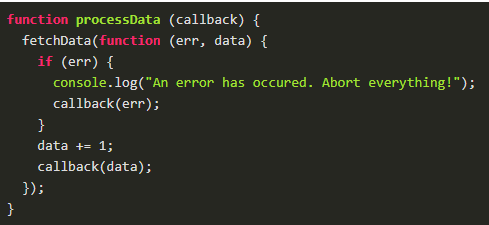 function processData (callback) {
  fetchData(function (err, data) {
    if (err) {
      console.log("An error has occured. Abort everything!");
      callback(err);
    }
    data += 1;
    callback(data);
  });
}